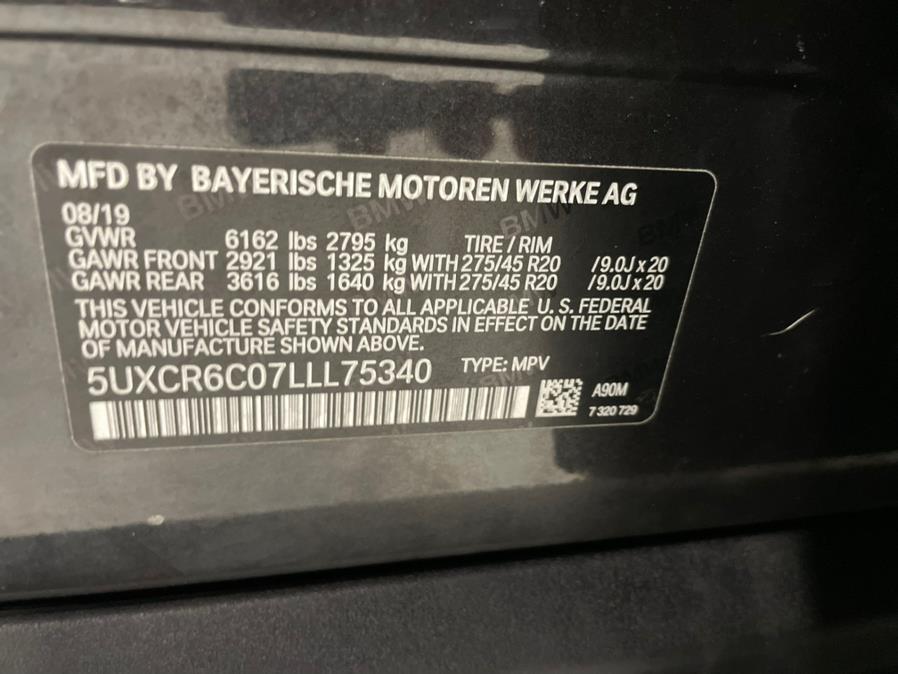 MFD BY BAYERISCHE MOTOREN WERKE AG
08/19
GVWR 6162 lbs 2795 kg TIRE / RIM
GAWR FRONT 2921 lbs 1325 kg WITH 275/45 R20 /9.0J x 20
GAWR REAR 3616 lbs 1640 kg WITH 275/45 R20 /9.0J x 20
THIS VEHICLE CONFORMS TO ALL APPLICABLE U. S. FEDERAL
MOTOR VEHICLE SAFETY STANDARDS IN EFFECT ON THE DATE
OF MANUFACTURE SHOWN ABOVE.
5UXCR6C07LLL75340 TYPE: MPV
A90M
7 320 729